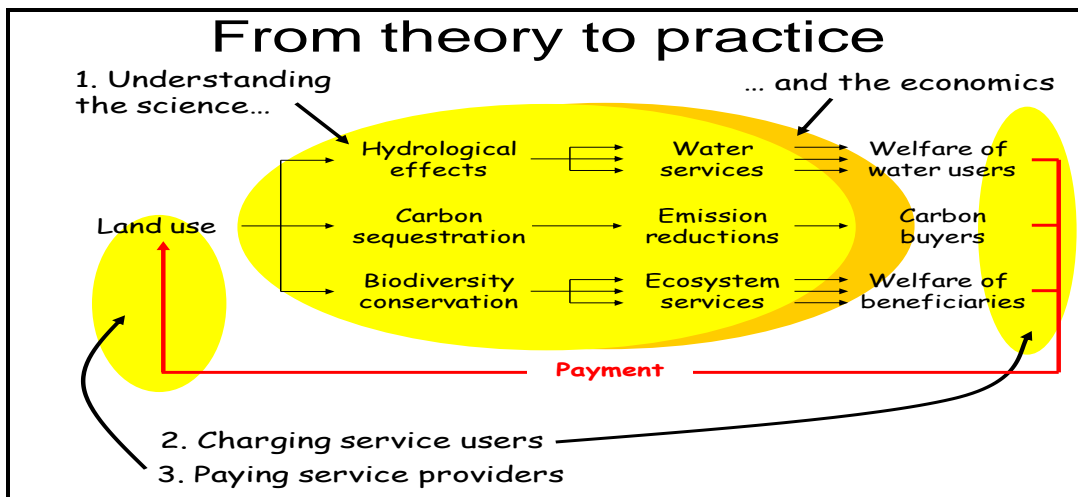 From theory to practice
1. Understanding
the science...
... and the economics
Hydrological
effects
Water
services
Welfare of
water users
Land use
Carbon
sequestration
Emission
reductions
Carbon
buyers
Biodiversity
conservation
Ecosystem
services
Welfare of
beneficiaries
Payment
2. Charging service users
3. Paying service providers